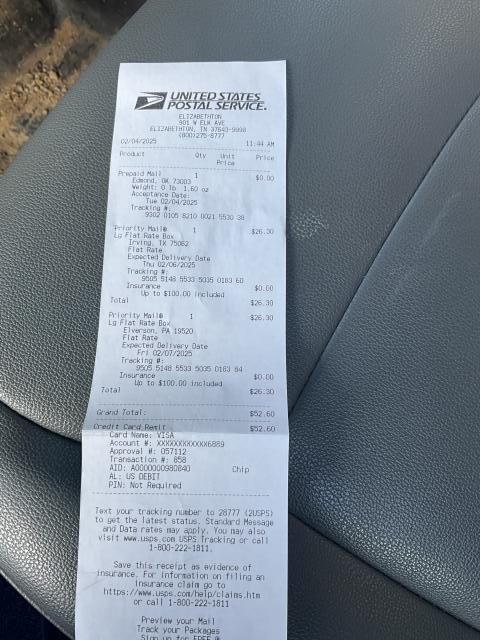 UNITED STATES
POSTAL SERVICE.
ELIZABETHTON
901 W ELK AVE
ELIZABETHTON, TN 37643-9998
(800)275-8777
02/04/2025 11:44 AM
Product Qty Unit Price
Price
Prepaid Mail 1 $0.00
Edmond, OK 73003
Weight: 0 lb 1.60 oz
Acceptance Date:
Tue 02/04/2025
Tracking #:
9302 0105 8210 0021 5530 38
Priority Mail® 1 $26.30
Lg Flat Rate Box
Irving, TX 75062
Flat Rate
Expected Delivery Date
Thu 02/06/2025
Tracking #:
9505 5148 5533 5035 0183 60
Insurance $0.00
Up to $100.00 included
Total $26.30
Priority Mail® 1 $26.30
Lg Flat Rate Box
Elverson, PA 19520
Flat Rate
Expected Delivery Date
Fri 02/07/2025
Tracking #:
9505 5148 5533 5035 0183 84
Insurance $0.00
Up to $100.00 included
Total $26.30
Grand Total: $52.60
Credit Card Remit $52.60
Card Name: VISA
Account #: XXXXXXXXXXXX6889
Approval #: 057112
Transaction #: 658
AID: A0000000980840 Chip
AL: US DEBIT
PIN: Not Required
Text your tracking number to 28777 (2USPS)
to get the latest status. Standard Message
and Data rates may apply. You may also
visit www.usps.com USPS Tracking or call
1-800-222-1811.
Save this receipt as evidence of
insurance. For information on filing an
insurance claim go to
https://www.usps.com/help/claims.htm
or call 1-800-222-1811
Preview your Mail
Track your Packages
Sign up for FREE @